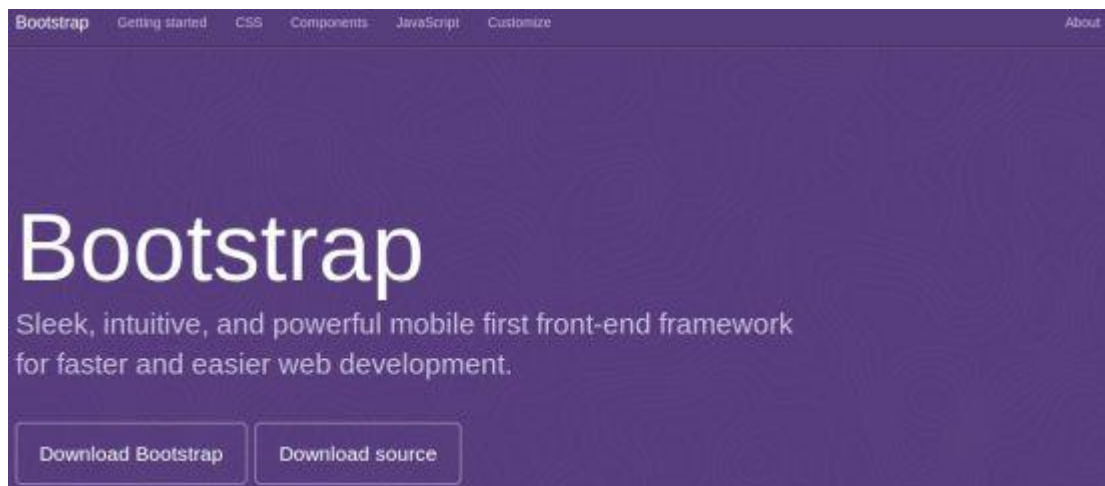 Bootstrap Getting started CSS Components JavaScript Customize About
Bootstrap
Sleek, intuitive, and powerful mobile first front-end framework
for faster and easier web development.
Download Bootstrap Download source